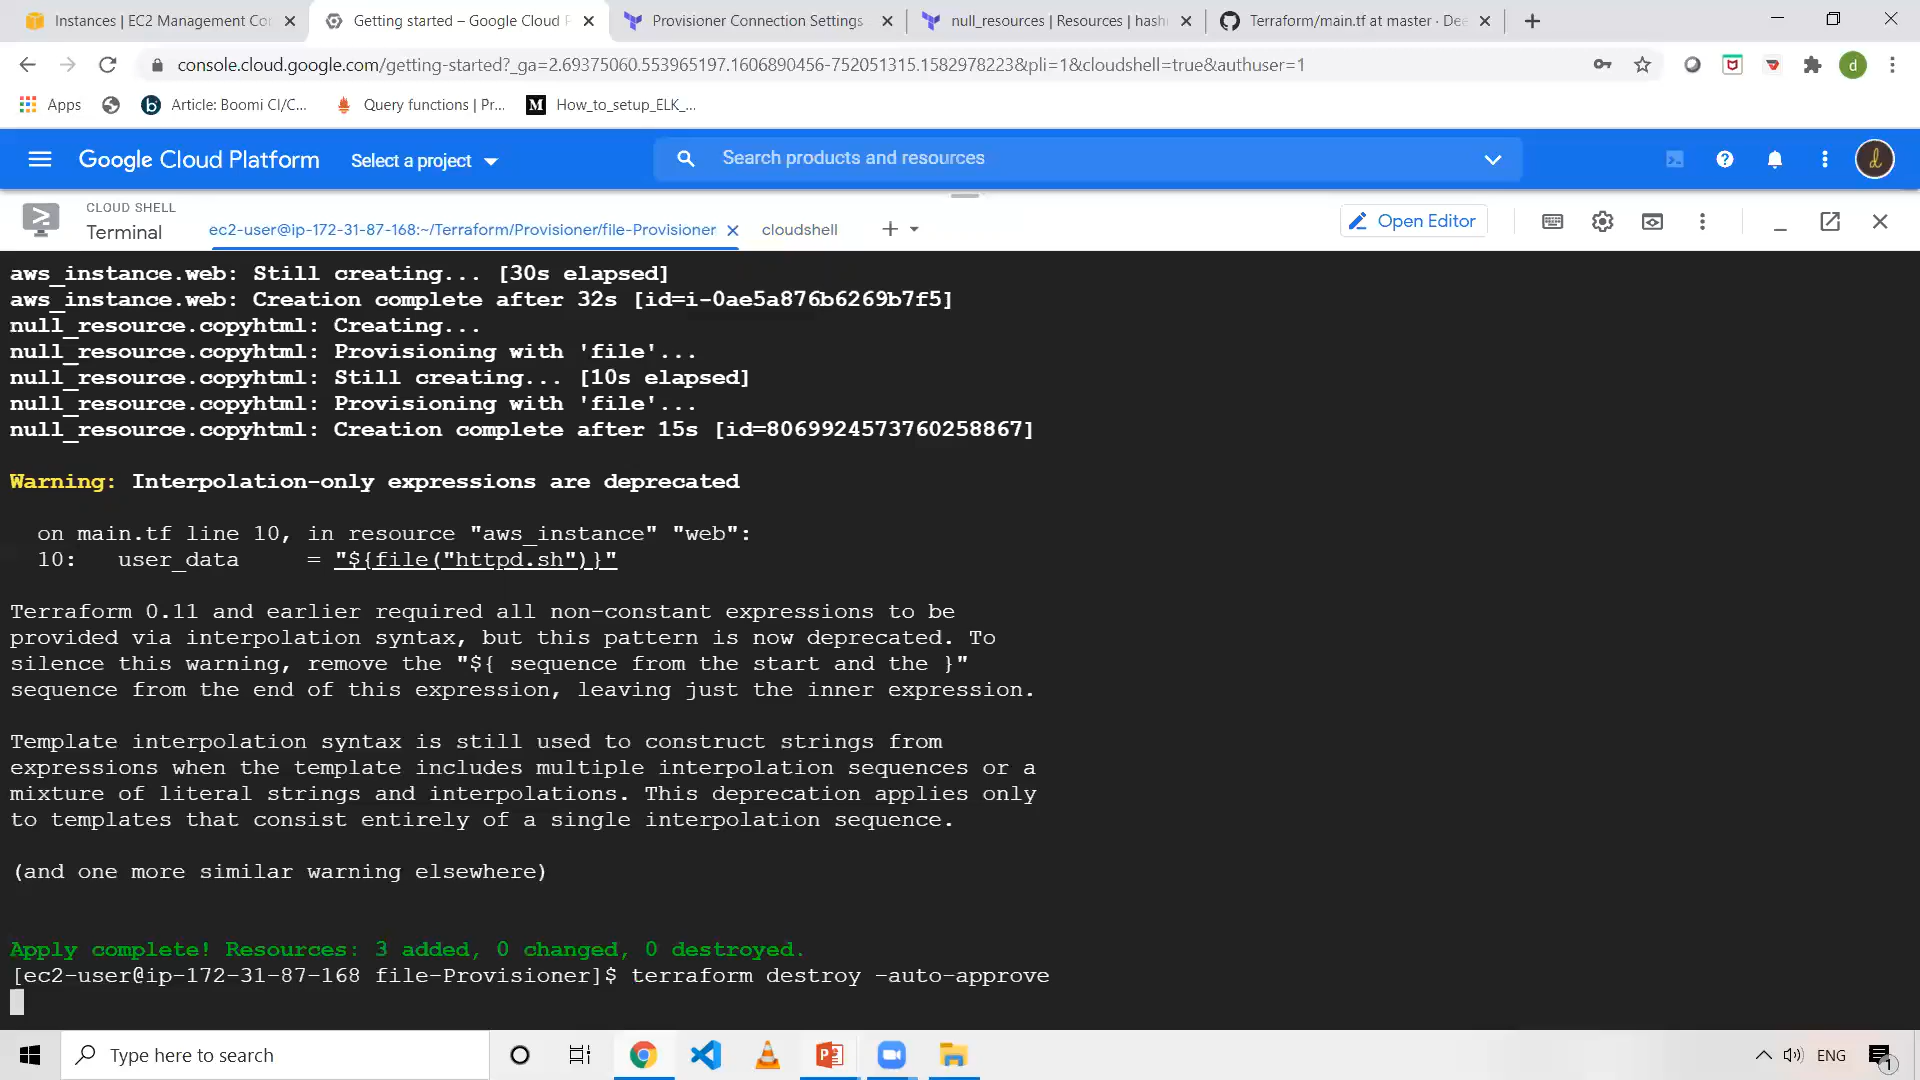 Instances | EC2 Management Con
Getting started – Google Cloud P
Provisioner Connection Settings
null_resources | Resources | hash
Terraform/main.tf at master · Dee
console.cloud.google.com/getting-started?_ga=2.69375060.553965197.1606890456-752051315.1582978223&pli=1&cloudshell=true&authuser=1
d
Apps
Article: Boomi CI/C...
Query functions | Pr...
How_to_setup_ELK_...
Google Cloud Platform
Select a project
Search products and resources
d
CLOUD SHELL
Terminal
ec2-user@ip-172-31-87-168:~/Terraform/Provisioner/file-Provisioner
cloudshell
Open Editor
aws_instance.web: Still creating... [30s elapsed]
aws_instance.web: Creation complete after 32s [id=i-0ae5a876b6269b7f5]
null_resource.copyhtml: Creating...
null_resource.copyhtml: Provisioning with 'file'...
null_resource.copyhtml: Still creating... [10s elapsed]
null_resource.copyhtml: Provisioning with 'file'...
null_resource.copyhtml: Creation complete after 15s [id=8069924573760258867]
Warning: Interpolation-only expressions are deprecated
on main.tf line 10, in resource "aws_instance" "web":
10:   user_data     = "${file("httpd.sh")}"
Terraform 0.11 and earlier required all non-constant expressions to be
provided via interpolation syntax, but this pattern is now deprecated. To
silence this warning, remove the "${ sequence from the start and the }"
sequence from the end of this expression, leaving just the inner expression.
Template interpolation syntax is still used to construct strings from
expressions when the template includes multiple interpolation sequences or a
mixture of literal strings and interpolations. This deprecation applies only
to templates that consist entirely of a single interpolation sequence.
(and one more similar warning elsewhere)
Apply complete! Resources: 3 added, 0 changed, 0 destroyed.
[ec2-user@ip-172-31-87-168 file-Provisioner]$ terraform destroy -auto-approve
Type here to search
ENG
1